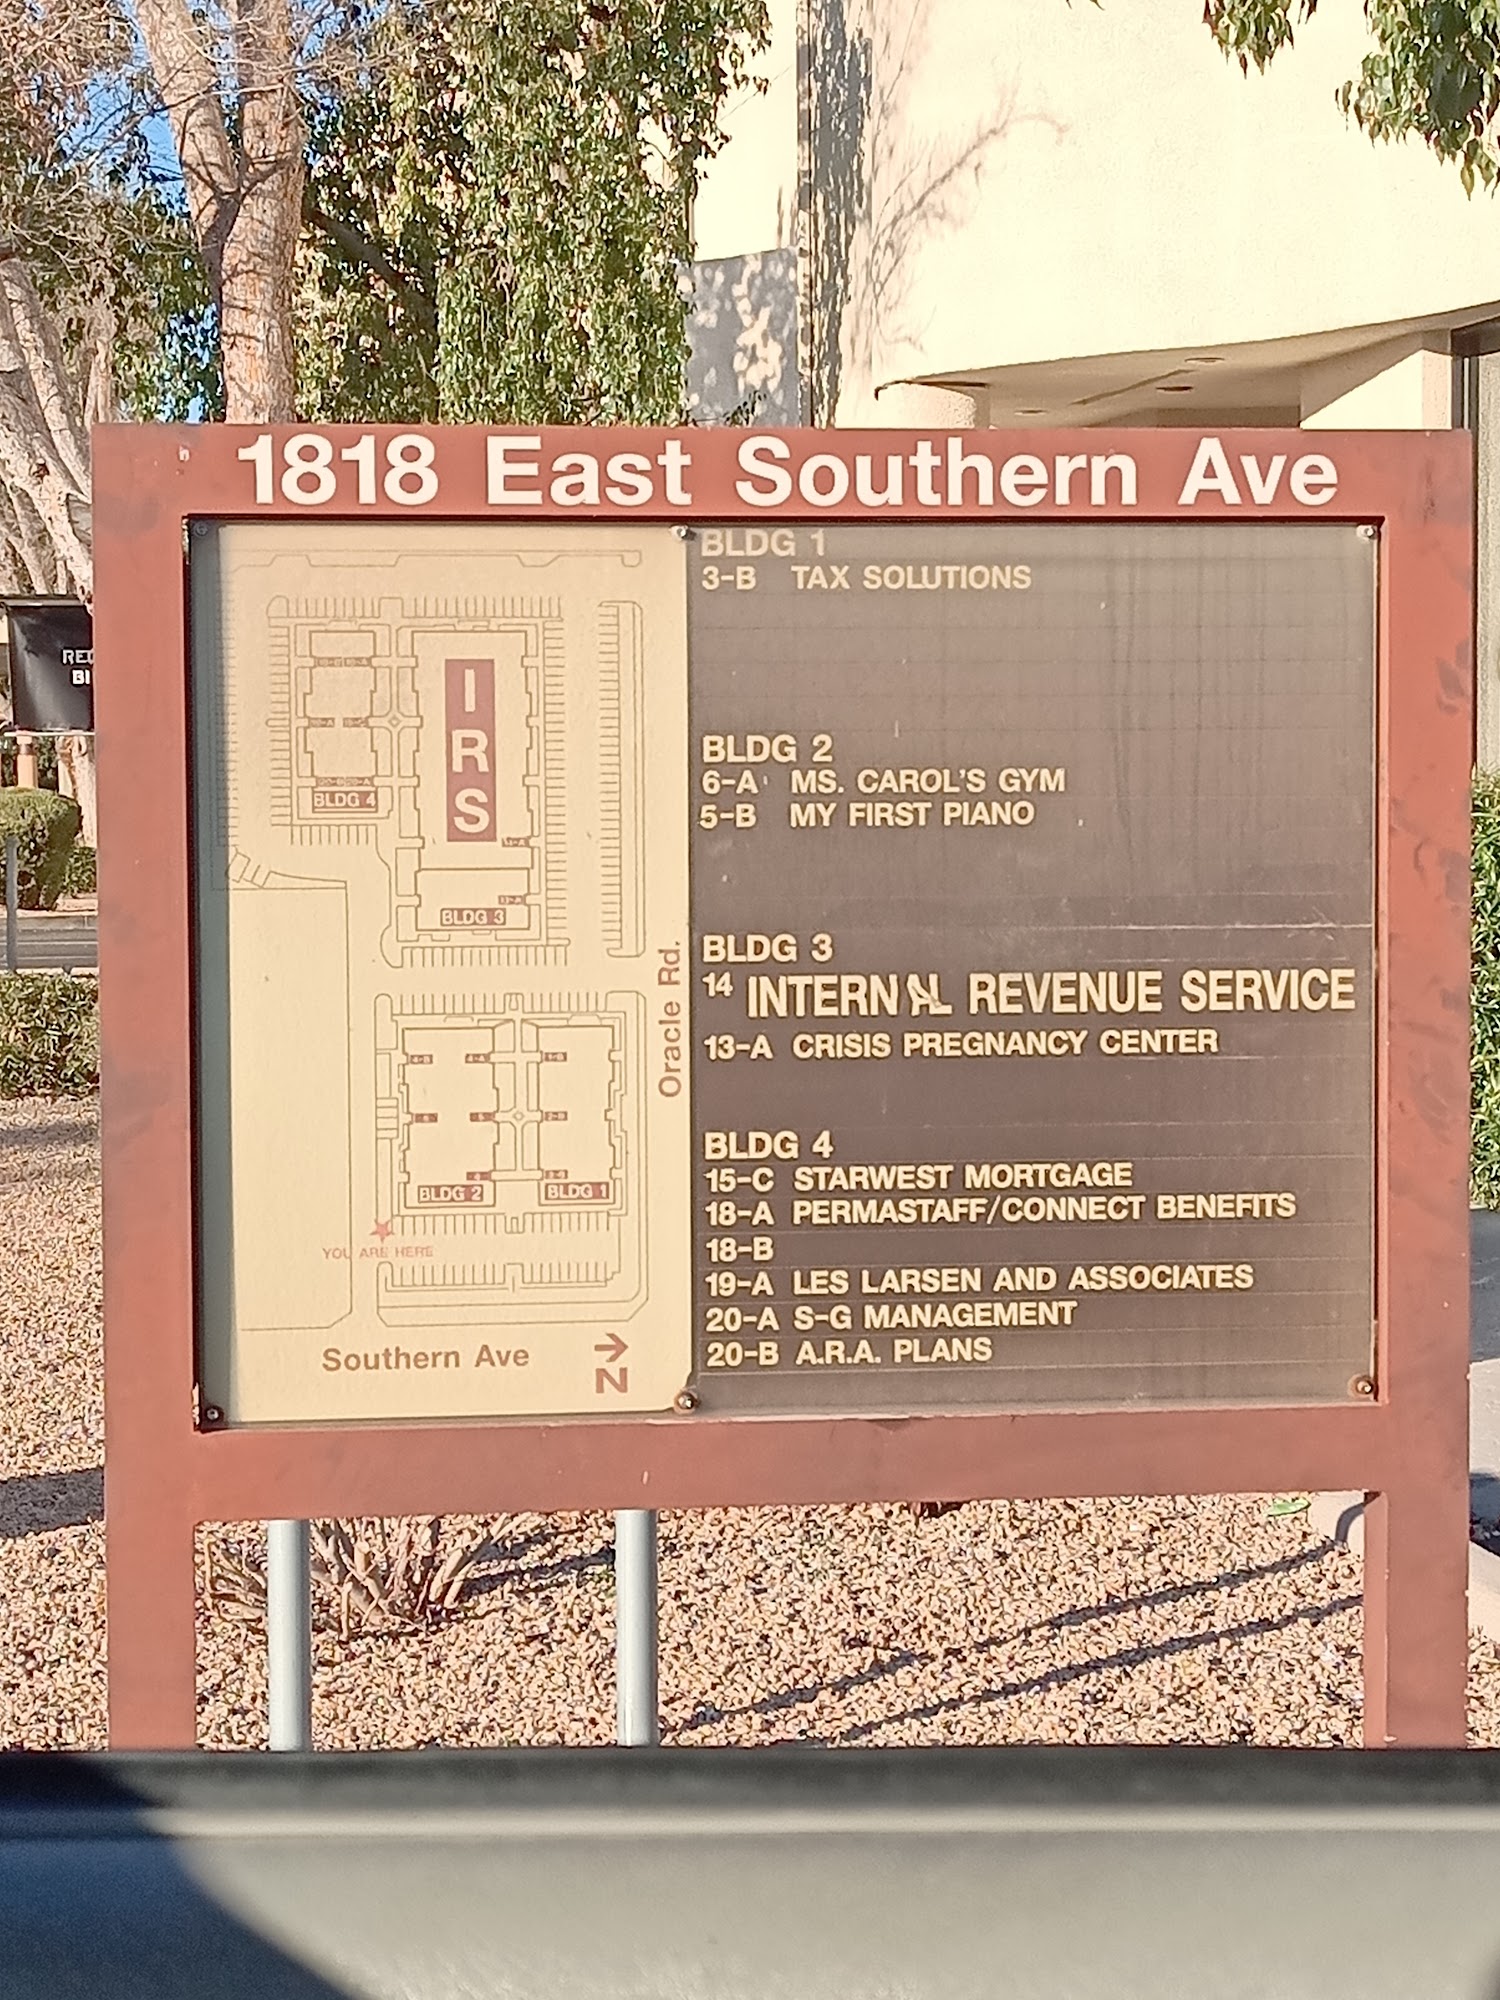 1818 East Southern Ave
BLDG 1
3-B TAX SOLUTIONS
BLDG 2
6-A MS. CAROL'S GYM
5-B MY FIRST PIANO
BLDG 3
14 INTERNAL REVENUE SERVICE
13-A CRISIS PREGNANCY CENTER
BLDG 4
15-C STARWEST MORTGAGE
18-A PERMASTAFF/CONNECT BENEFITS
18-B
19-A LES LARSEN AND ASSOCIATES
20-A S-G MANAGEMENT
20-B A.R.A. PLANS
IRS
BLDG 4
BLDG 3
Oracle Rd.
4-B
4-A
BLDG 2
BLDG 1
YOU ARE HERE
Southern Ave
N
BI